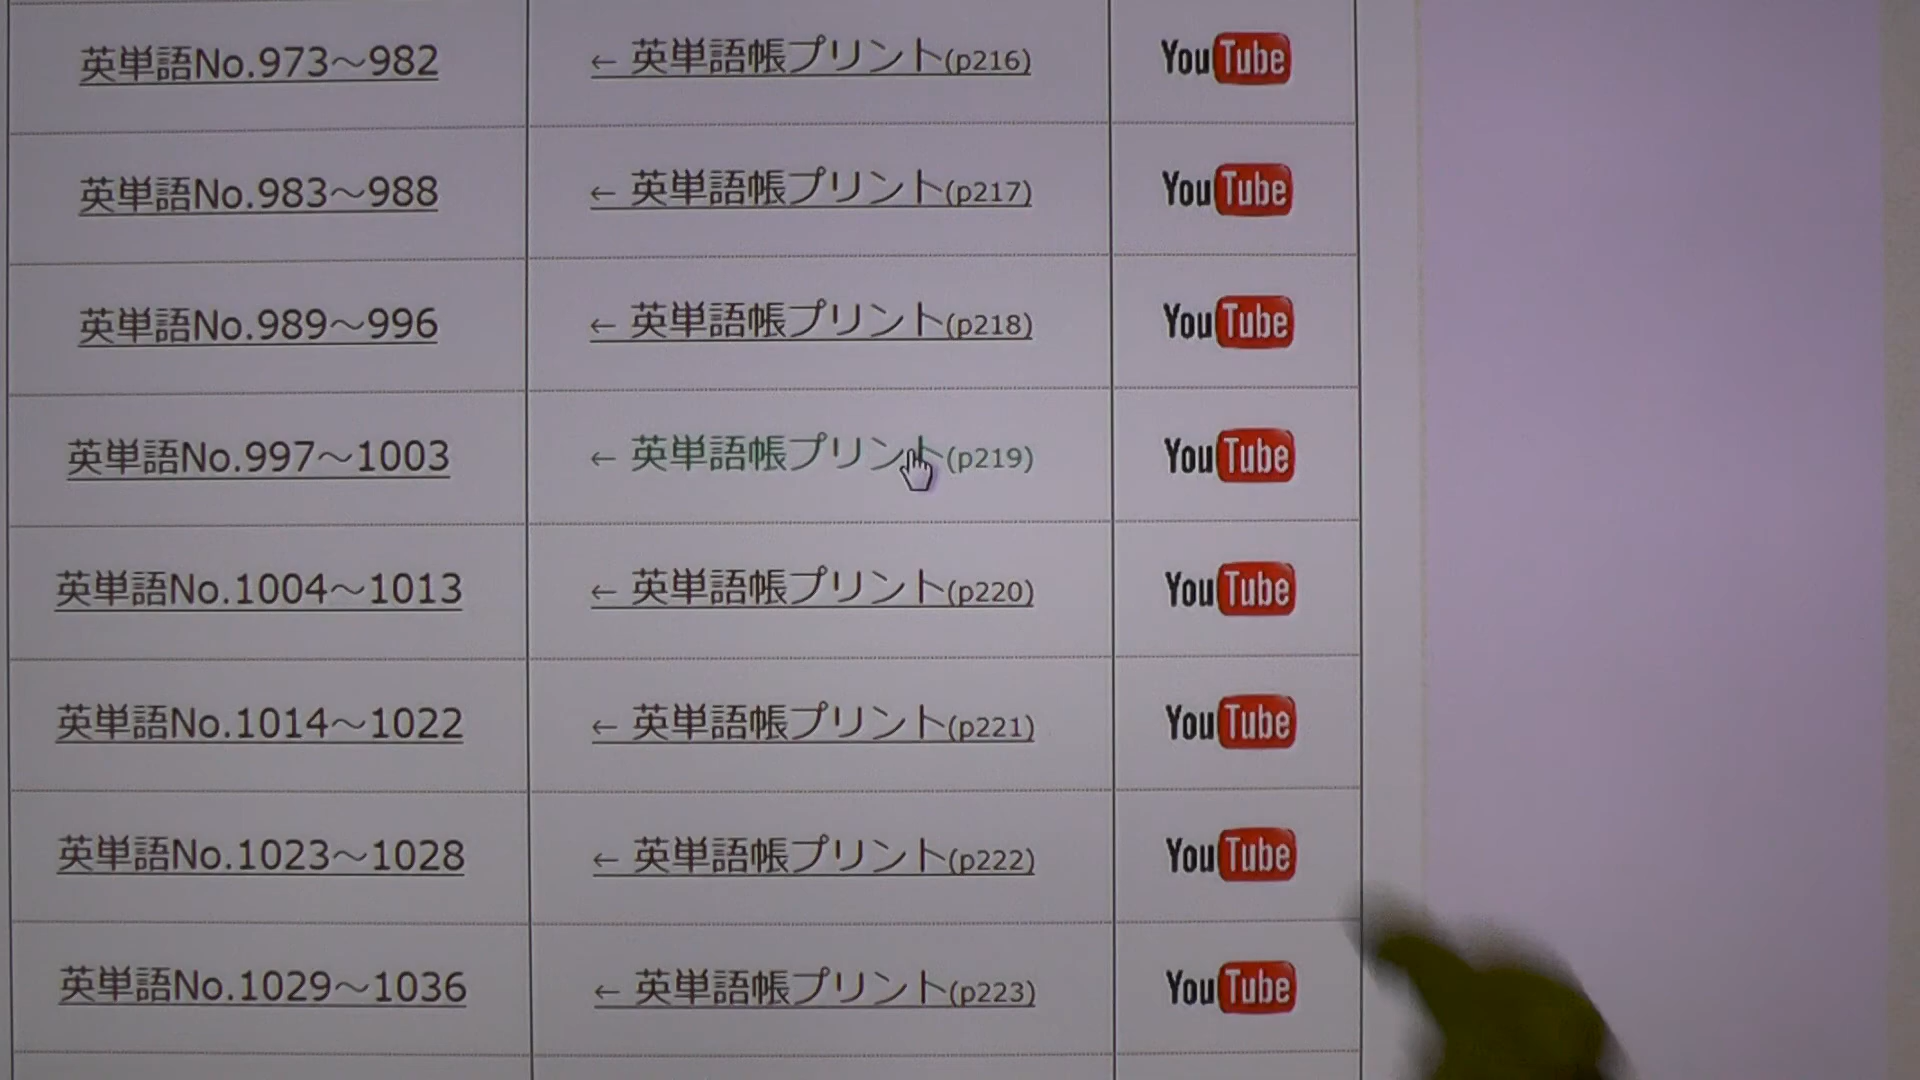 英単語No.973～982 ← 英単語帳プリント(p216) YouTube
英単語No.983～988 ← 英単語帳プリント(p217) YouTube
英単語No.989～996 ← 英単語帳プリント(p218) YouTube
英単語No.997～1003 ← 英単語帳プリント(p219) YouTube
英単語No.1004～1013 ← 英単語帳プリント(p220) YouTube
英単語No.1014～1022 ← 英単語帳プリント(p221) YouTube
英単語No.1023～1028 ← 英単語帳プリント(p222) YouTube
英単語No.1029～1036 ← 英単語帳プリント(p223) YouTube